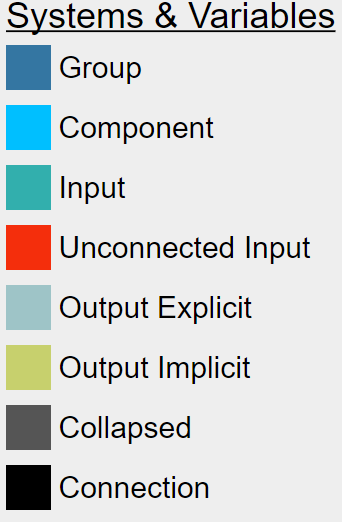 Systems & Variables
Group
Component
Input
Unconnected Input
Output Explicit
Output Implicit
Collapsed
Connection